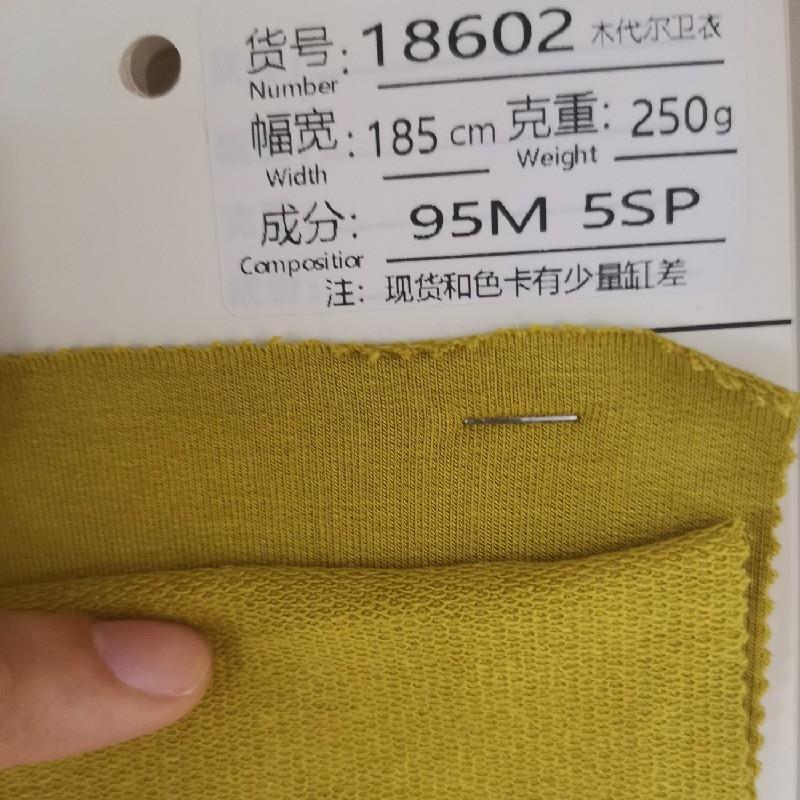 货号: 18602 木代尔卫衣
Number
幅宽: 185 cm 克重: 250g
Width Weight
成分: 95M 5SP
Compositior
注: 现货和色卡有少量缸差